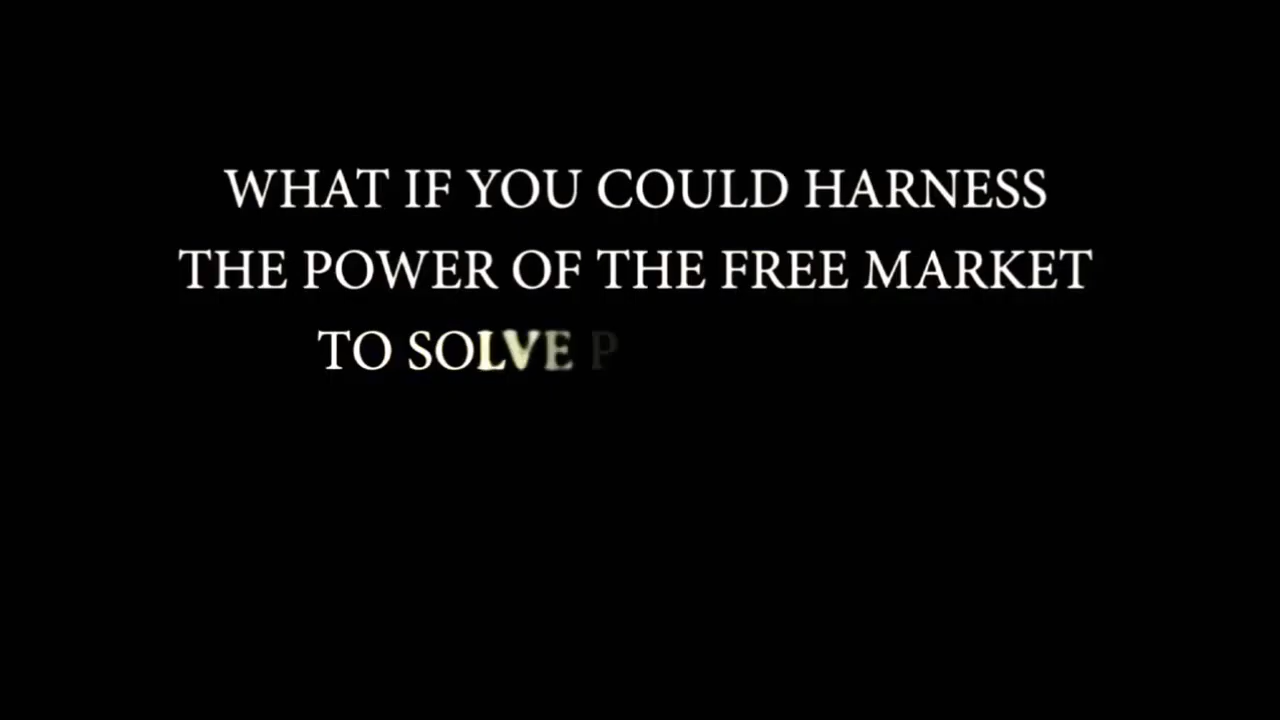 WHAT IF YOU COULD HARNESS
THE POWER OF THE FREE MARKET
TO SOLVE P